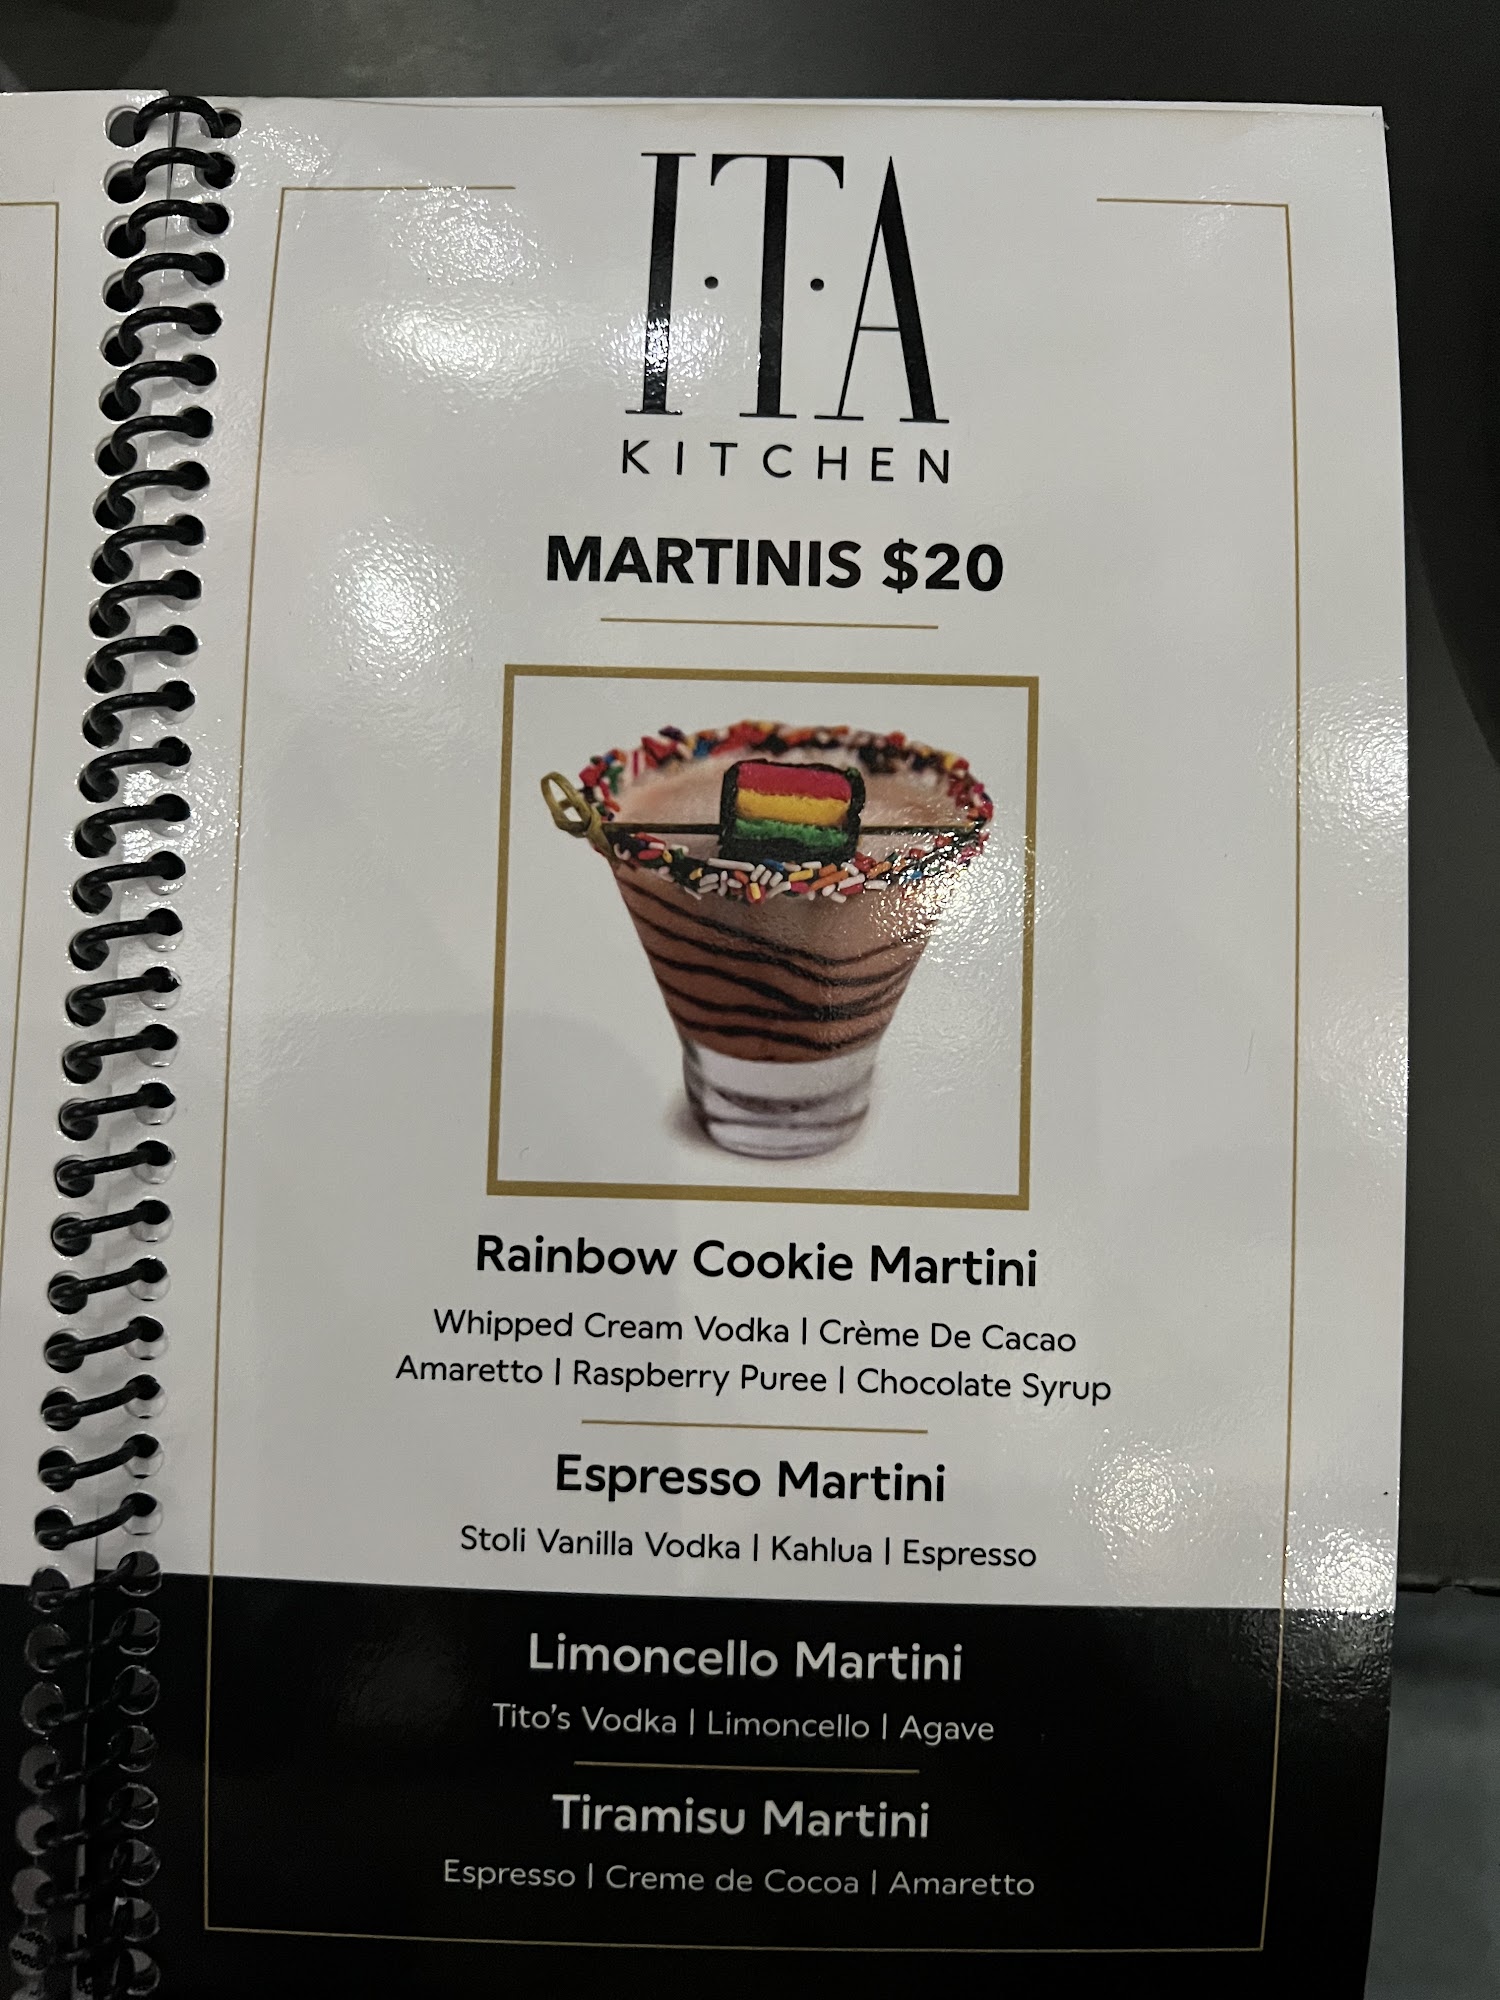 I·T·A
KITCHEN
MARTINIS $20
Rainbow Cookie Martini
Whipped Cream Vodka | Crème De Cacao
Amaretto | Raspberry Puree | Chocolate Syrup
Espresso Martini
Stoli Vanilla Vodka | Kahlua | Espresso
Limoncello Martini
Tito's Vodka | Limoncello | Agave
Tiramisu Martini
Espresso | Creme de Cocoa | Amaretto